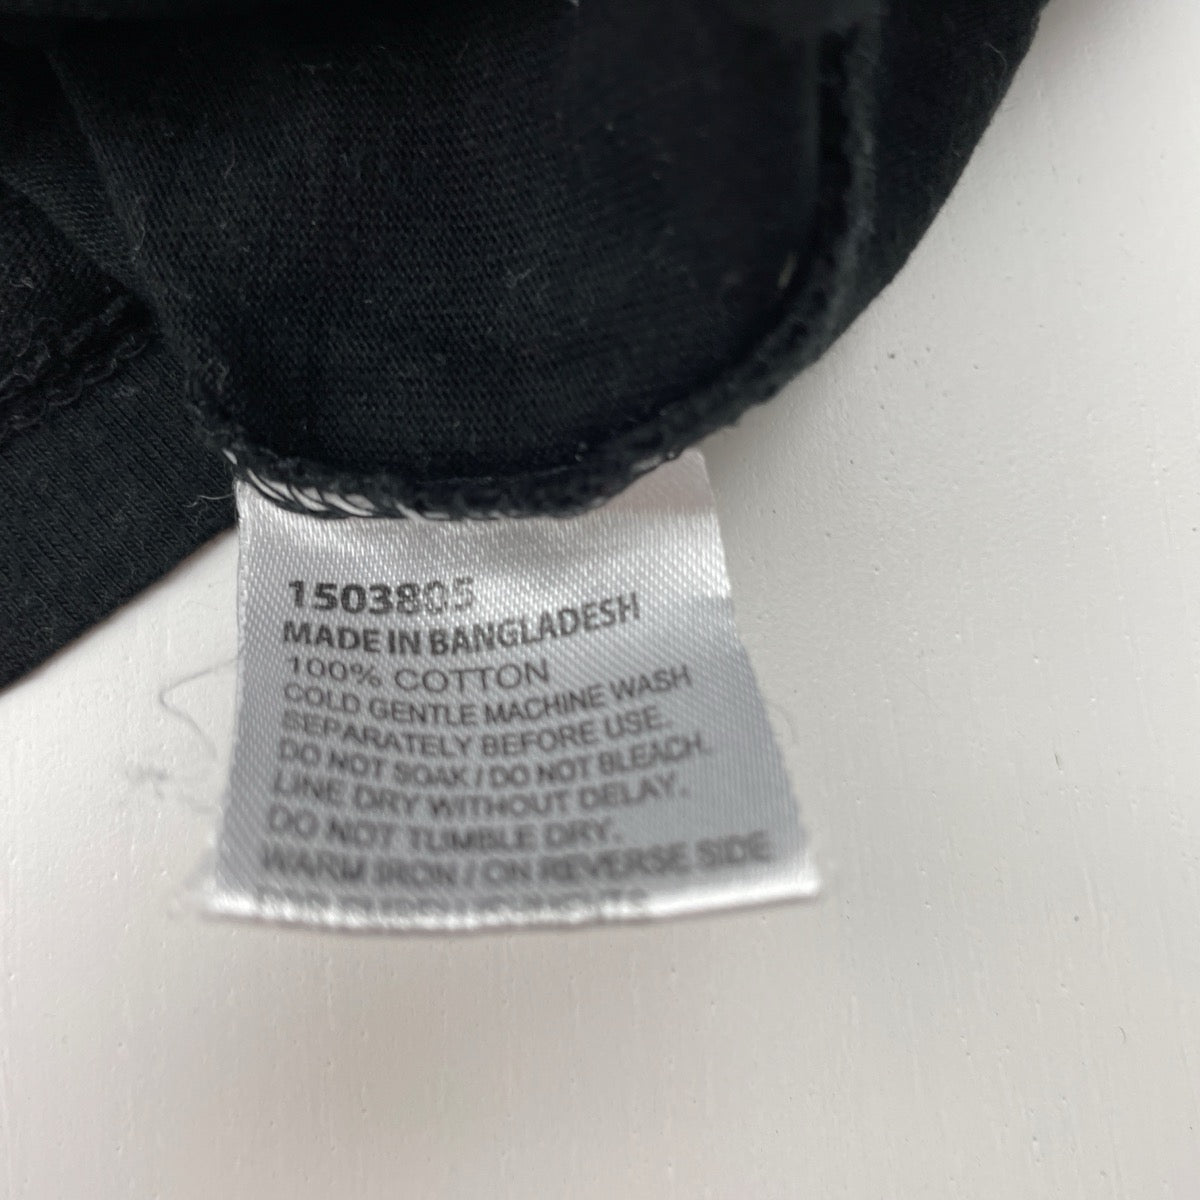 1503805
MADE IN BANGLADESH
100% COTTON
COLD GENTLE MACHINE WASH
SEPARATELY BEFORE USE.
DO NOT SOAK / DO NOT BLEACH.
LINE DRY WITHOUT DELAY.
DO NOT TUMBLE DRY.
WARM IRON / ON REVERSE SIDE